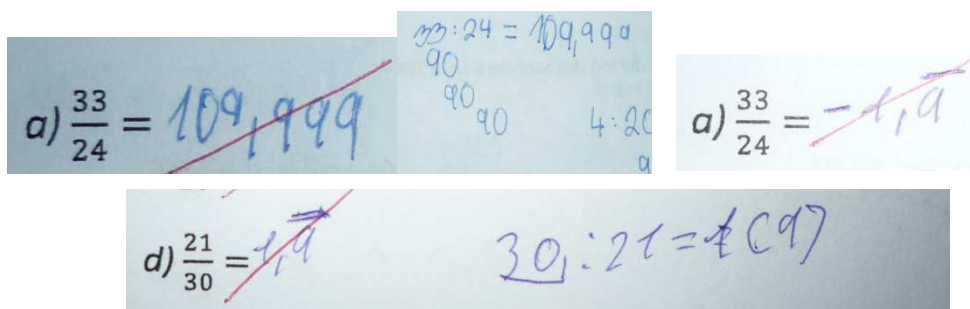 a) 33/24 = 109,999
33 : 24 = 109,999
90
90
90
4 : 20
9
a) 33/24 = -1,9̅
d) 21/30 = 1,9̅
30, : 21 = 1 (9)